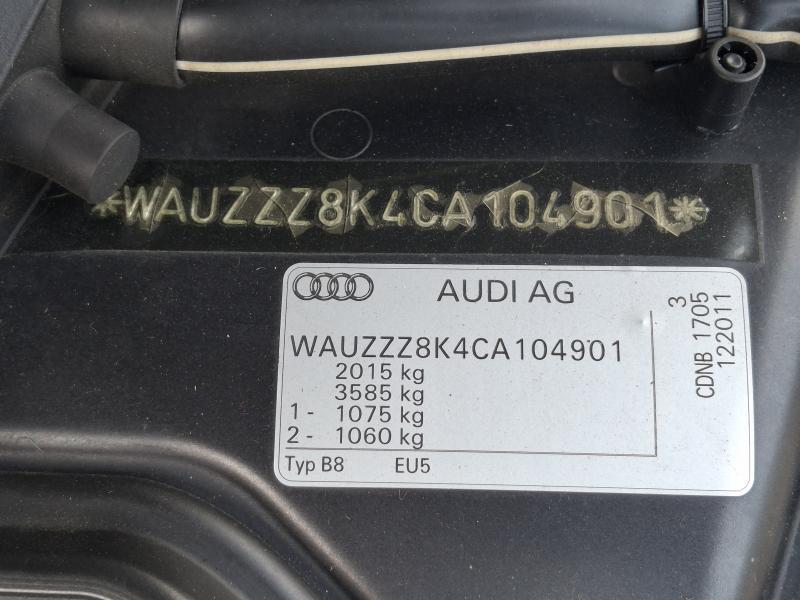 *WAUZZZ8K4CA104901*
AUDI AG
WAUZZZ8K4CA104901
2015 kg
3585 kg
1 - 1075 kg
2 - 1060 kg
Typ B8 EU5
3
CDNB 1705
122011